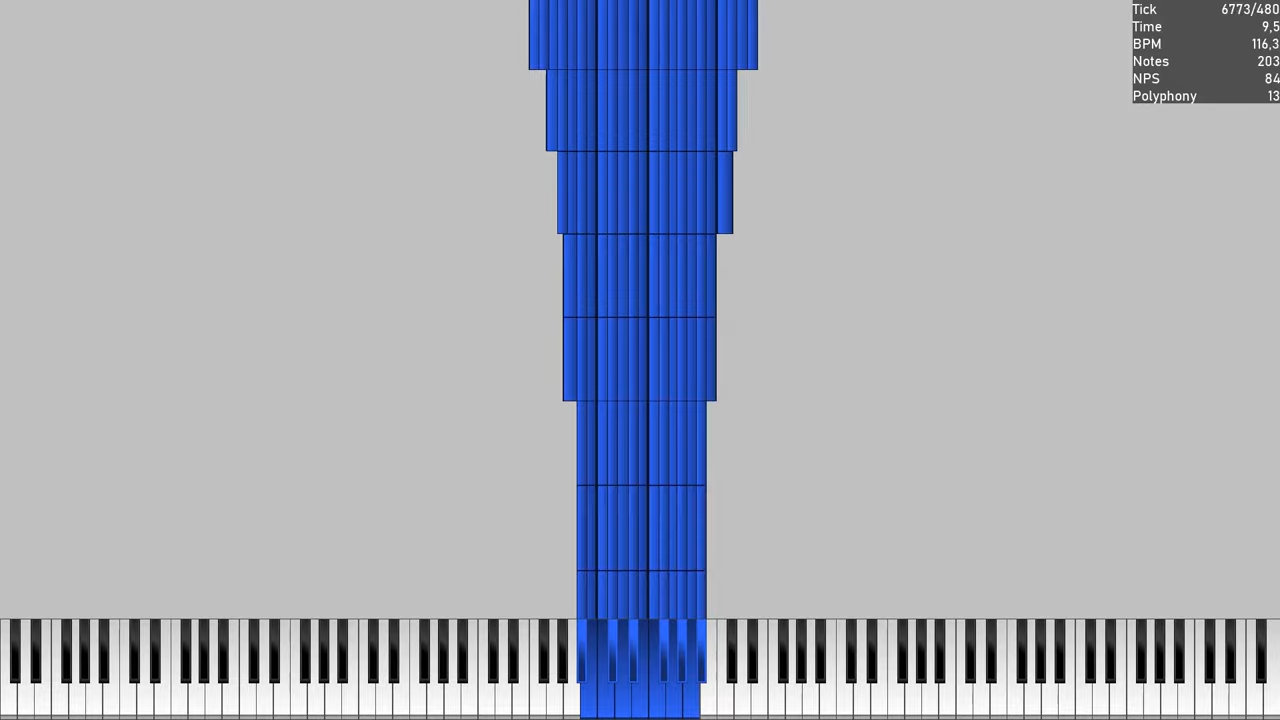 Tick 6773/480
Time 9,5
BPM 116,3
Notes 203
NPS 84
Polyphony 13